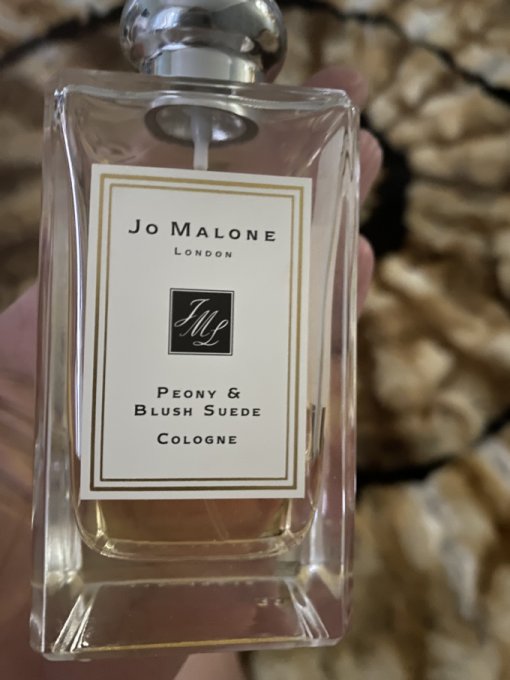 Jo Malone
London
JML
Peony &
Blush Suede
Cologne